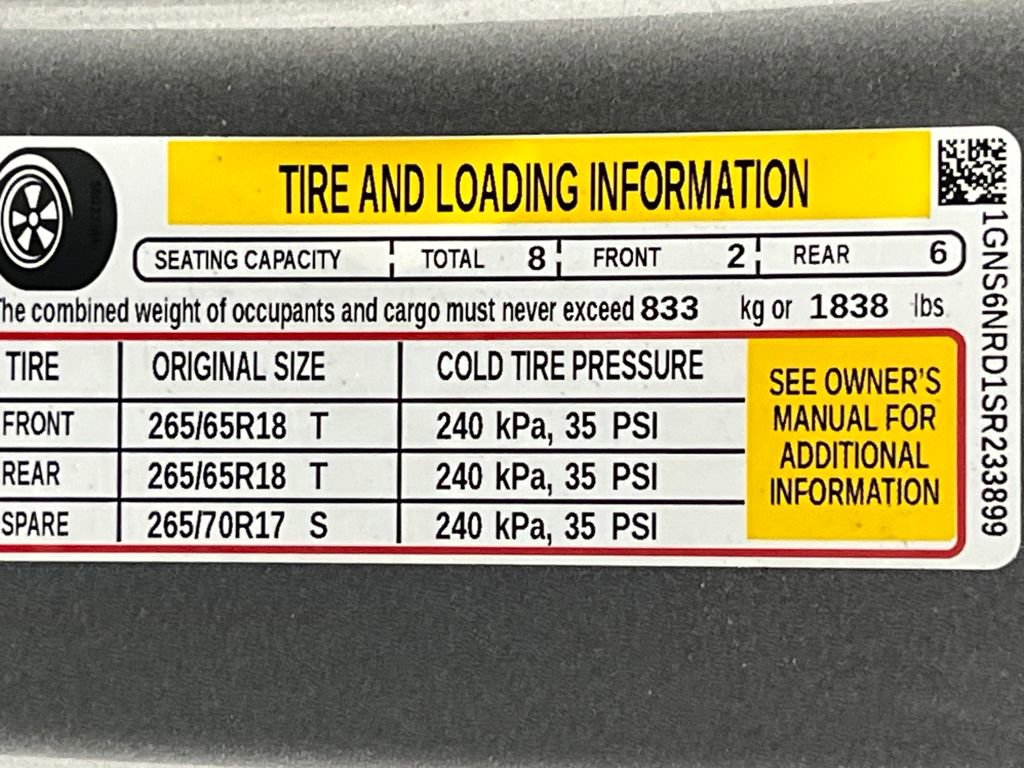 TIRE AND LOADING INFORMATION
SEATING CAPACITY TOTAL 8 FRONT 2 REAR 6
The combined weight of occupants and cargo must never exceed 833 kg or 1838 lbs.
TIRE ORIGINAL SIZE COLD TIRE PRESSURE
FRONT 265/65R18 T 240 kPa, 35 PSI
REAR 265/65R18 T 240 kPa, 35 PSI
SPARE 265/70R17 S 240 kPa, 35 PSI
SEE OWNER'S
MANUAL FOR
ADDITIONAL
INFORMATION
1GNS6NRD1SR233899